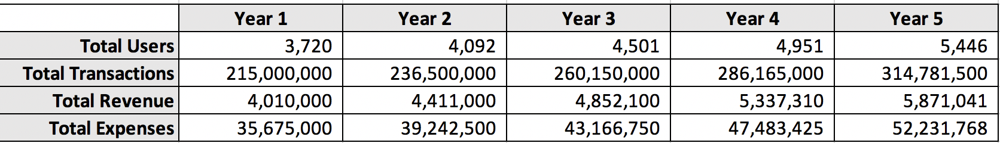 Year 1 Year 2 Year 3 Year 4 Year 5
Total Users 3,720 4,092 4,501 4,951 5,446
Total Transactions 215,000,000 236,500,000 260,150,000 286,165,000 314,781,500
Total Revenue 4,010,000 4,411,000 4,852,100 5,337,310 5,871,041
Total Expenses 35,675,000 39,242,500 43,166,750 47,483,425 52,231,768